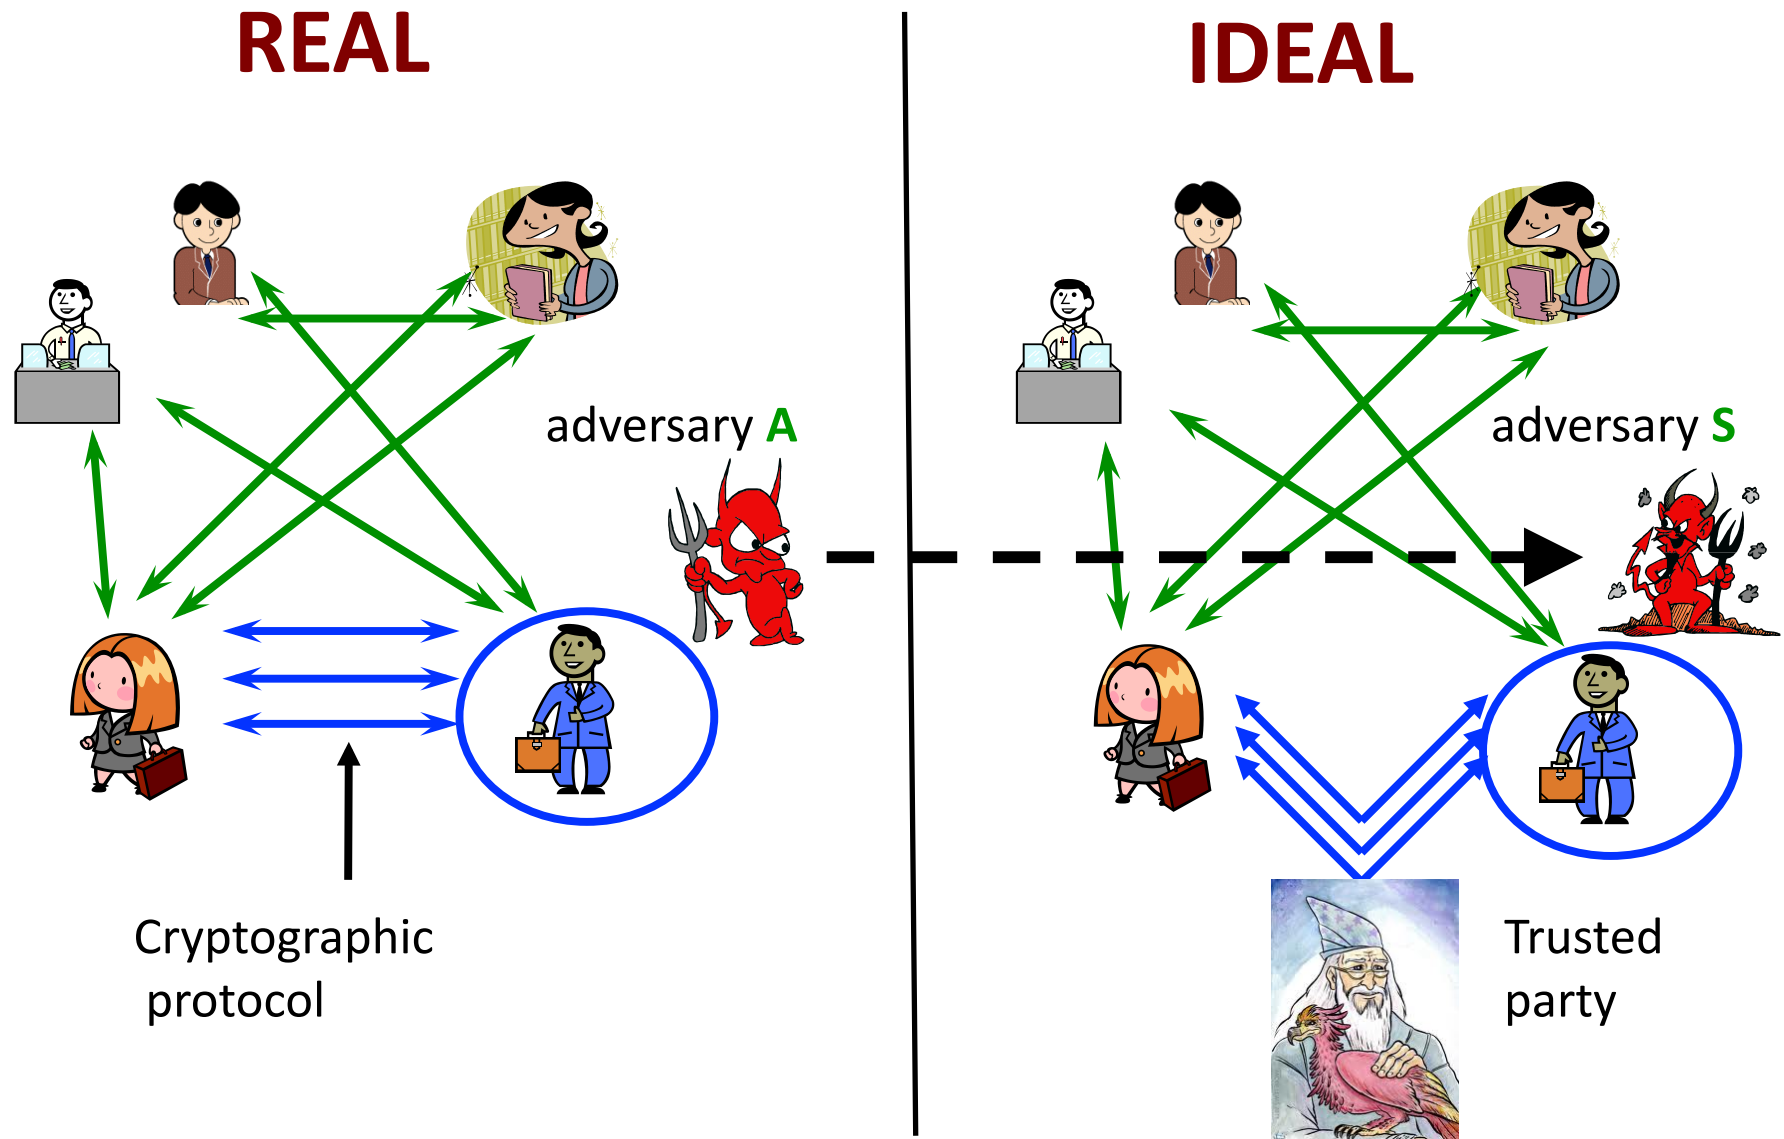 REAL
IDEAL
adversary A
adversary S
Cryptographic
protocol
Trusted
party